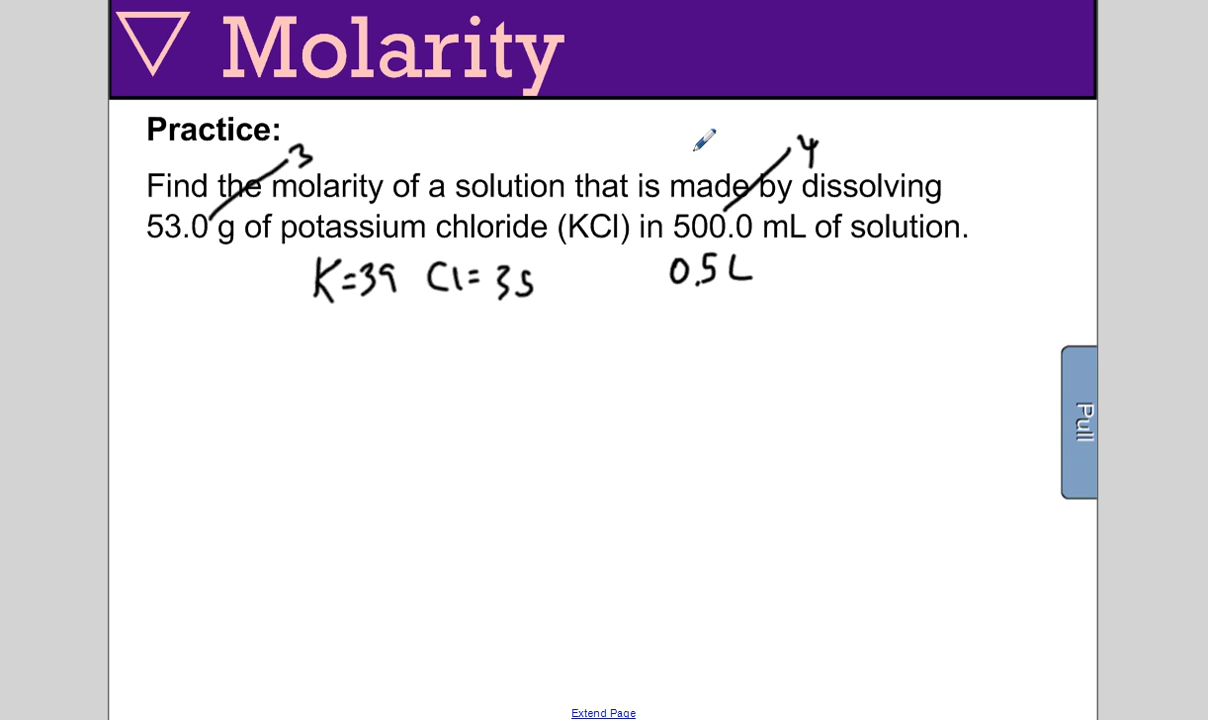 Molarity
Practice:
3 4
Find the molarity of a solution that is made by dissolving
53.0 g of potassium chloride (KCl) in 500.0 mL of solution.
K=39 Cl=35 0.5 L
Pull
Extend Page